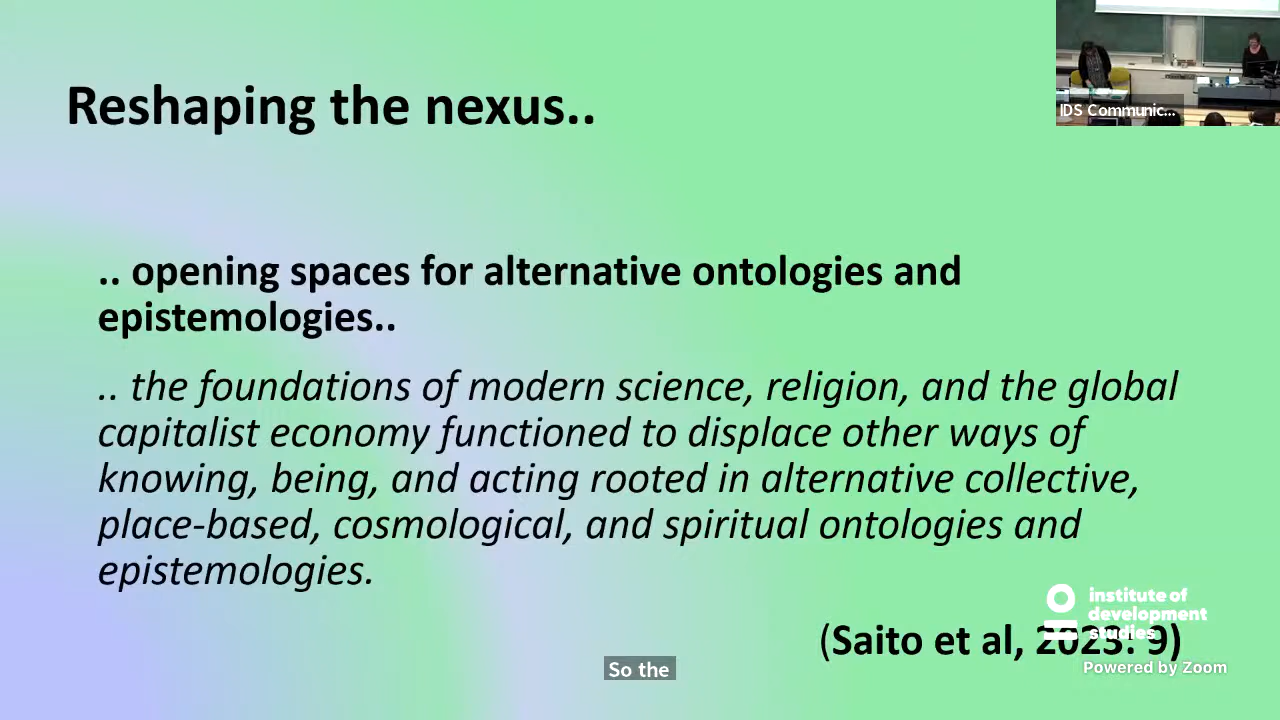 Reshaping the nexus..
IDS Communic...
.. opening spaces for alternative ontologies and
epistemologies..
.. the foundations of modern science, religion, and the global
capitalist economy functioned to displace other ways of
knowing, being, and acting rooted in alternative collective,
place-based, cosmological, and spiritual ontologies and
epistemologies.
(Saito et al, 2023: 9)
institute of
development
studies
Powered by Zoom
So the